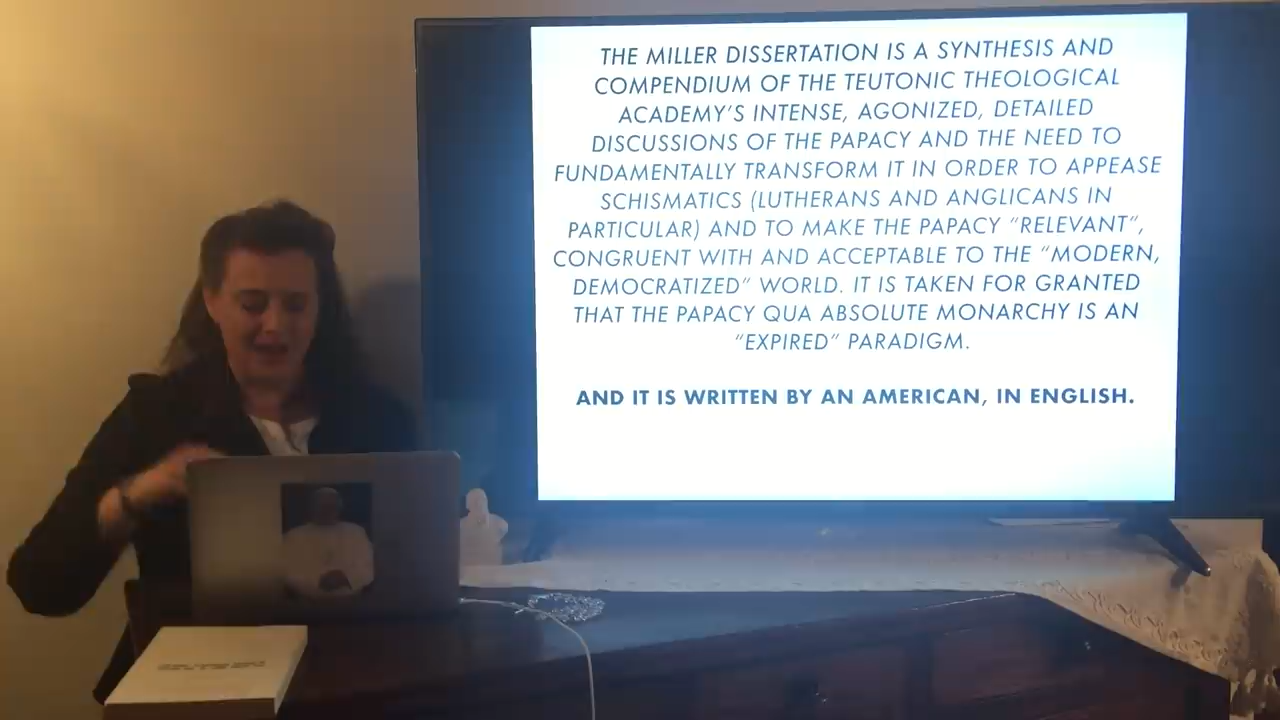 THE MILLER DISSERTATION IS A SYNTHESIS AND
COMPENDIUM OF THE TEUTONIC THEOLOGICAL
ACADEMY'S INTENSE, AGONIZED, DETAILED
DISCUSSIONS OF THE PAPACY AND THE NEED TO
FUNDAMENTALLY TRANSFORM IT IN ORDER TO APPEASE
SCHISMATICS (LUTHERANS AND ANGLICANS IN
PARTICULAR) AND TO MAKE THE PAPACY “RELEVANT”,
CONGRUENT WITH AND ACCEPTABLE TO THE “MODERN,
DEMOCRATIZED” WORLD. IT IS TAKEN FOR GRANTED
THAT THE PAPACY QUA ABSOLUTE MONARCHY IS AN
“EXPIRED” PARADIGM.
AND IT IS WRITTEN BY AN AMERICAN, IN ENGLISH.